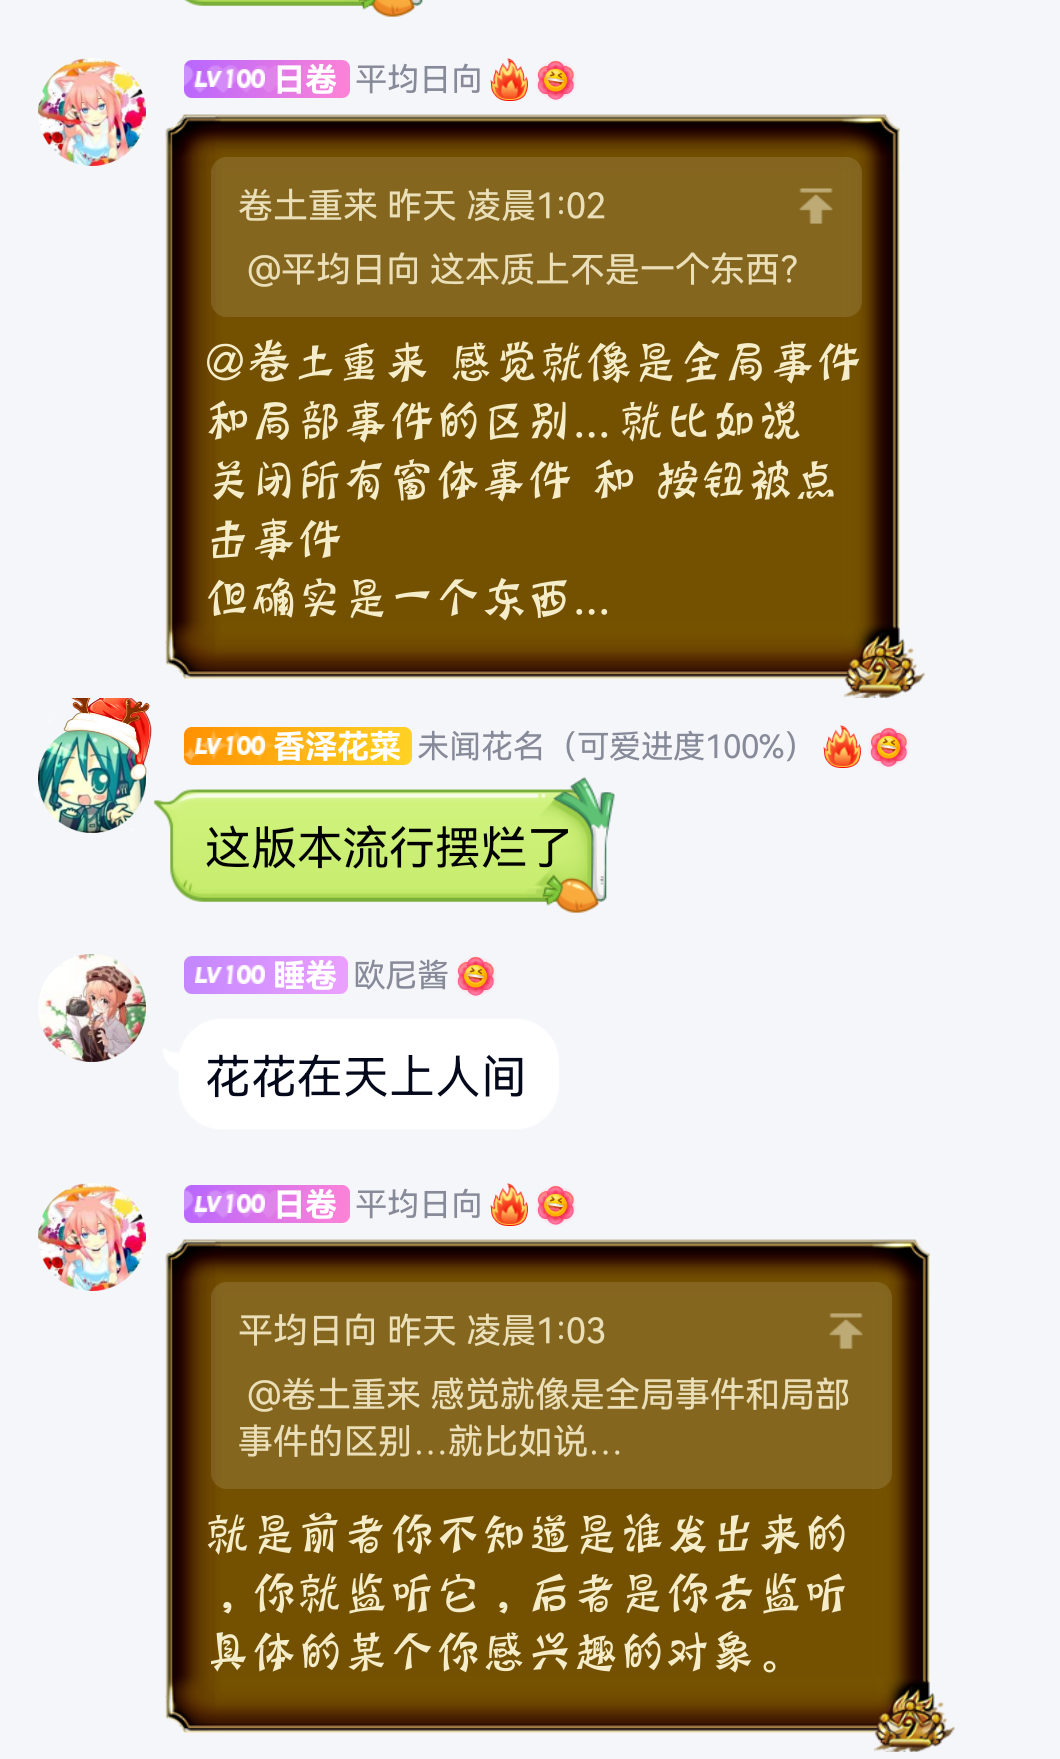 LV100 日卷 平均日向
卷土重来 昨天 凌晨1:02
@平均日向 这本质上不是一个东西?
@卷土重来 感觉就像是全局事件
和局部事件的区别...就比如说
关闭所有窗体事件 和 按钮被点
击事件
但确实是一个东西...
LV100 香泽花菜 未闻花名（可爱进度100%）
这版本流行摆烂了
LV100 睡卷 欧尼酱
花花在天上人间
LV100 日卷 平均日向
平均日向 昨天 凌晨1:03
@卷土重来 感觉就像是全局事件和局部
事件的区别...就比如说...
就是前者你不知道是谁发出来的
，你就监听它，后者是你去监听
具体的某个你感兴趣的对象。